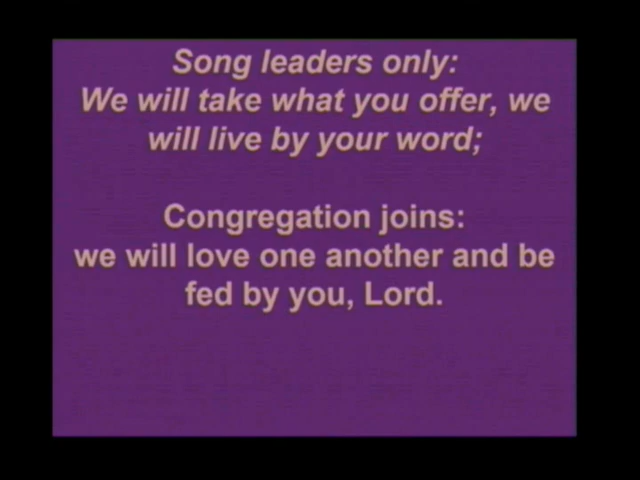 Song leaders only:
We will take what you offer, we
will live by your word;
Congregation joins:
we will love one another and be
fed by you, Lord.